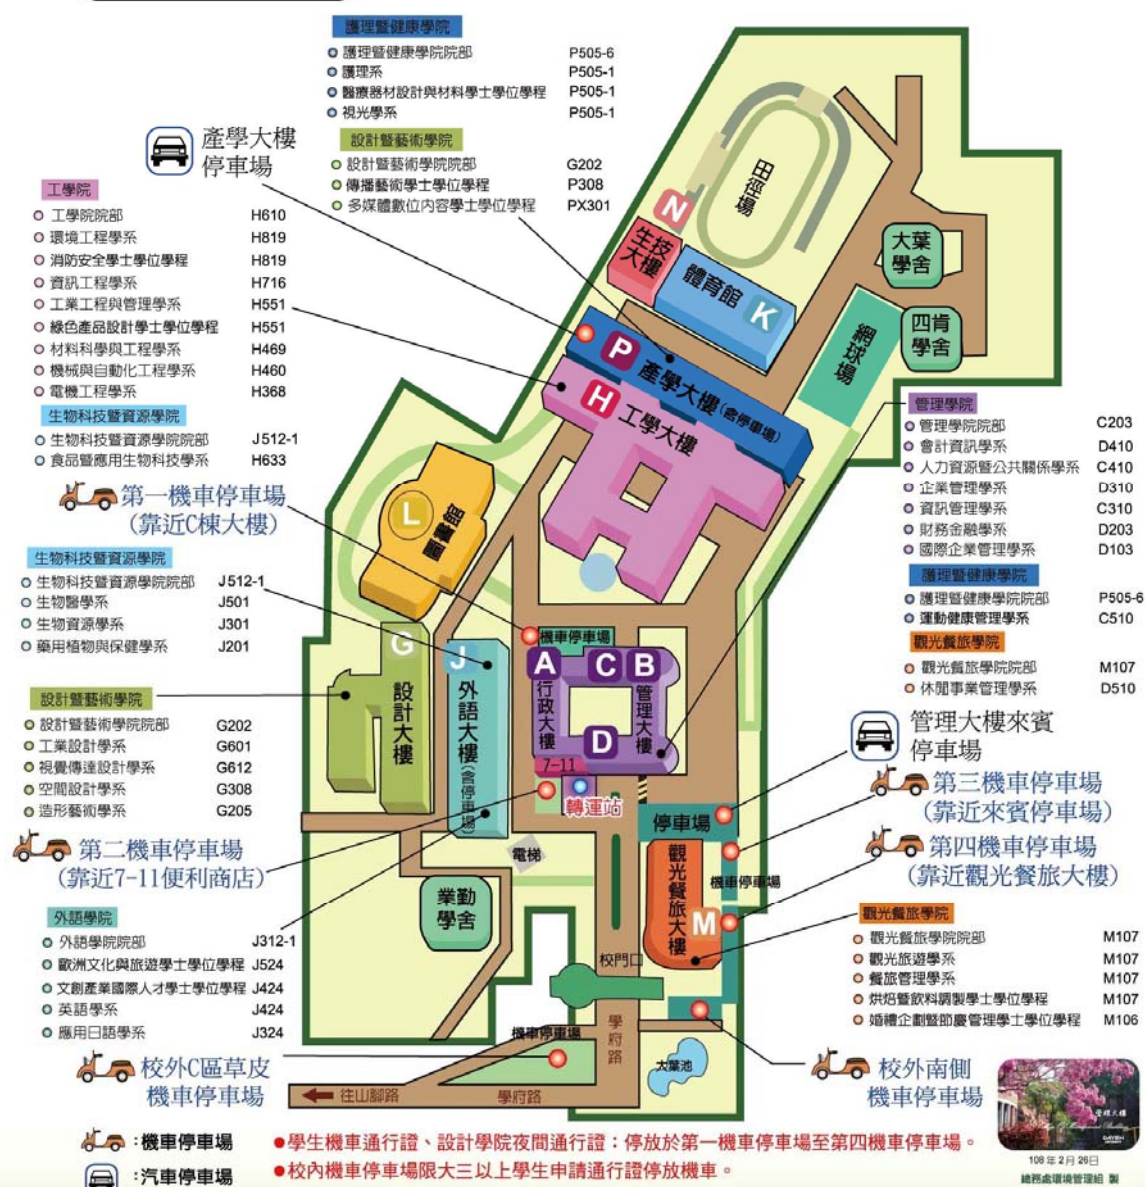 護理暨健康學院
護理暨健康學院院部 P505-6
護理系 P505-1
醫療器材設計與材料學士學位學程 P505-1
視光學系 P505-1
設計暨藝術學院
設計暨藝術學院院部 G202
傳播藝術學士學位學程 P308
多媒體數位內容學士學位學程 PX301
產學大樓
停車場
工學院
工學院院部 H610
環境工程學系 H819
消防安全學士學位學程 H819
資訊工程學系 H716
工業工程與管理學系 H551
綠色產品設計學士學位學程 H551
材料科學與工程學系 H469
機械與自動化工程學系 H460
電機工程學系 H368
生物科技暨資源學院
生物科技暨資源學院院部 J512-1
食品暨應用生物科技學系 H633
第一機車停車場
(靠近C棟大樓)
生物科技暨資源學院
生物科技暨資源學院院部 J512-1
生物醫學系 J501
生物資源學系 J301
藥用植物與保健學系 J201
設計暨藝術學院
設計暨藝術學院院部 G202
工業設計學系 G601
視覺傳達設計學系 G612
空間設計學系 G308
造形藝術學系 G205
第二機車停車場
(靠近7-11便利商店)
外語學院
外語學院院部 J312-1
歐洲文化與旅遊學士學位學程 J524
文創產業國際人才學士學位學程 J424
英語學系 J424
應用日語學系 J324
校外C區草皮
機車停車場
田徑場
N
生技大樓
體育館 K
大葉學舍
四肯學舍
網球場
P 產學大樓(含停車場)
H 工學大樓
L 圖書館
G 設計大樓
J 外語大樓(含停車場)
機車停車場
A 行政大樓
C
B 管理大樓
D
7-11
轉運站
停車場
電梯
業勤學舍
觀光餐旅大樓 M
機車停車場
校門口
機車停車場
學府路
大葉池
往山腳路
學府路
管理學院
管理學院院部 C203
會計資訊學系 D410
人力資源暨公共關係學系 C410
企業管理學系 D310
資訊管理學系 C310
財務金融學系 D203
國際企業管理學系 D103
護理暨健康學院
護理暨健康學院院部 P505-6
運動健康管理學系 C510
觀光餐旅學院
觀光餐旅學院院部 M107
休閒事業管理學系 D510
管理大樓來賓
停車場
第三機車停車場
(靠近來賓停車場)
第四機車停車場
(靠近觀光餐旅大樓)
觀光餐旅學院
觀光餐旅學院院部 M107
觀光旅遊學系 M107
餐旅管理學系 M107
烘焙暨飲料調製學士學位學程 M107
婚禮企劃暨節慶管理學士學位學程 M106
校外南側
機車停車場
:機車停車場
:汽車停車場
●學生機車通行證、設計學院夜間通行證：停放於第一機車停車場至第四機車停車場。
●校內機車停車場限大三以上學生申請通行證停放機車。
管理大樓
DAYEH
108年2月26日
總務處環境管理組 製